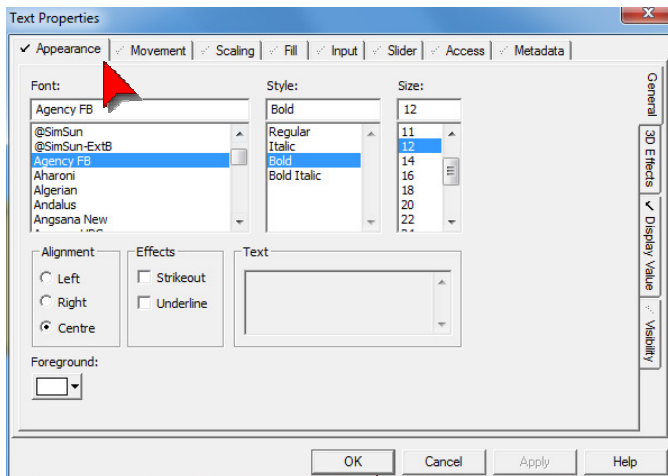 Text Properties
Appearance Movement Scaling Fill Input Slider Access Metadata
Font: Style: Size:
Agency FB Bold 12
@SimSun Regular 11
@SimSun-ExtB Italic 12
Agency FB Bold 14
Aharoni Bold Italic 16
Algerian 18
Andalus 20
Angsana New 22
Alignment Effects Text
Left Strikeout
Right Underline
Centre
Foreground:
General
3D Effects
Display Value
Visibility
OK Cancel Apply Help